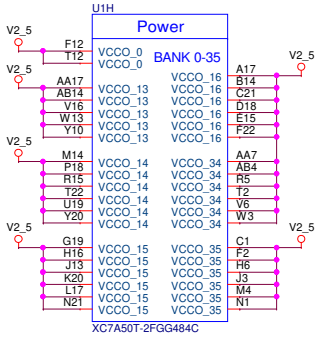 U1H
Power
BANK 0-35
V2_5
F12 VCCO_0
T12 VCCO_0
V2_5
AA17 VCCO_13
AB14 VCCO_13
V16 VCCO_13
W13 VCCO_13
Y10 VCCO_13
V2_5
M14 VCCO_14
P18 VCCO_14
R15 VCCO_14
T22 VCCO_14
U19 VCCO_14
Y20 VCCO_14
V2_5
G19 VCCO_15
H16 VCCO_15
J13 VCCO_15
K20 VCCO_15
L17 VCCO_15
N21 VCCO_15
V2_5
VCCO_16 A17
VCCO_16 B14
VCCO_16 C21
VCCO_16 D18
VCCO_16 E15
VCCO_16 F22
VCCO_34 AA7
VCCO_34 AB4
VCCO_34 R5
VCCO_34 T2
VCCO_34 V6
VCCO_34 W3
V2_5
VCCO_35 C1
VCCO_35 F2
VCCO_35 H6
VCCO_35 J3
VCCO_35 M4
VCCO_35 N1
XC7A50T-2FGG484C